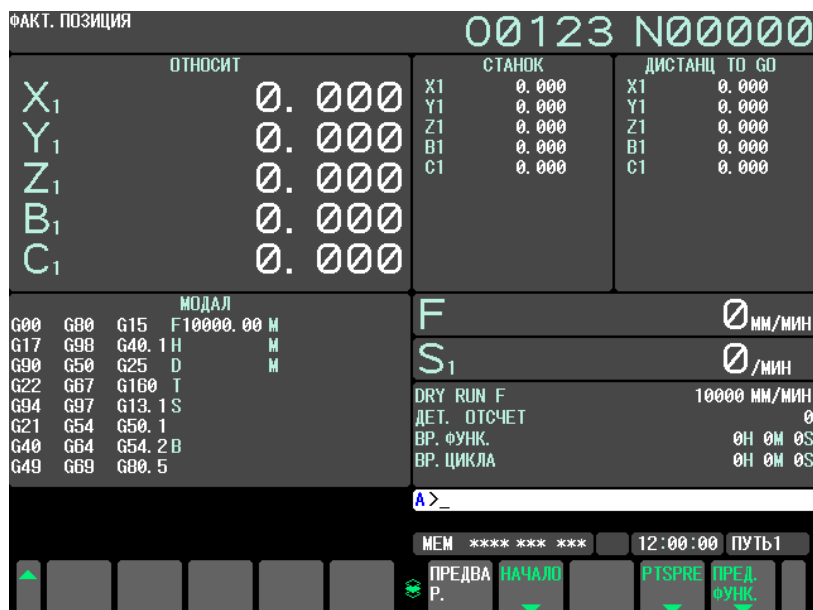 ФАКТ. ПОЗИЦИЯ
O0123 N00000
ОТНОСИТ
X1 0. 000
Y1 0. 000
Z1 0. 000
B1 0. 000
C1 0. 000
СТАНОК
X1 0. 000
Y1 0. 000
Z1 0. 000
B1 0. 000
C1 0. 000
ДИСТАНЦ TO GO
X1 0. 000
Y1 0. 000
Z1 0. 000
B1 0. 000
C1 0. 000
МОДАЛ
G00 G80 G15 F10000. 00 M
G17 G98 G40. 1 H M
G90 G50 G25 D M
G22 G67 G160 T
G94 G97 G13. 1 S
G21 G54 G50. 1
G40 G64 G54. 2 B
G49 G69 G80. 5
F 0 ММ/МИН
S1 0 /МИН
DRY RUN F 10000 ММ/МИН
ДЕТ. ОТСЧЕТ 0
ВР. ФУНК. 0H 0M 0S
ВР. ЦИКЛА 0H 0M 0S
A >_
MEM **** *** *** 12:00:00 ПУТЬ1
ПРЕДВА НАЧАЛО PTSPRE ПРЕД.
Р. ФУНК.